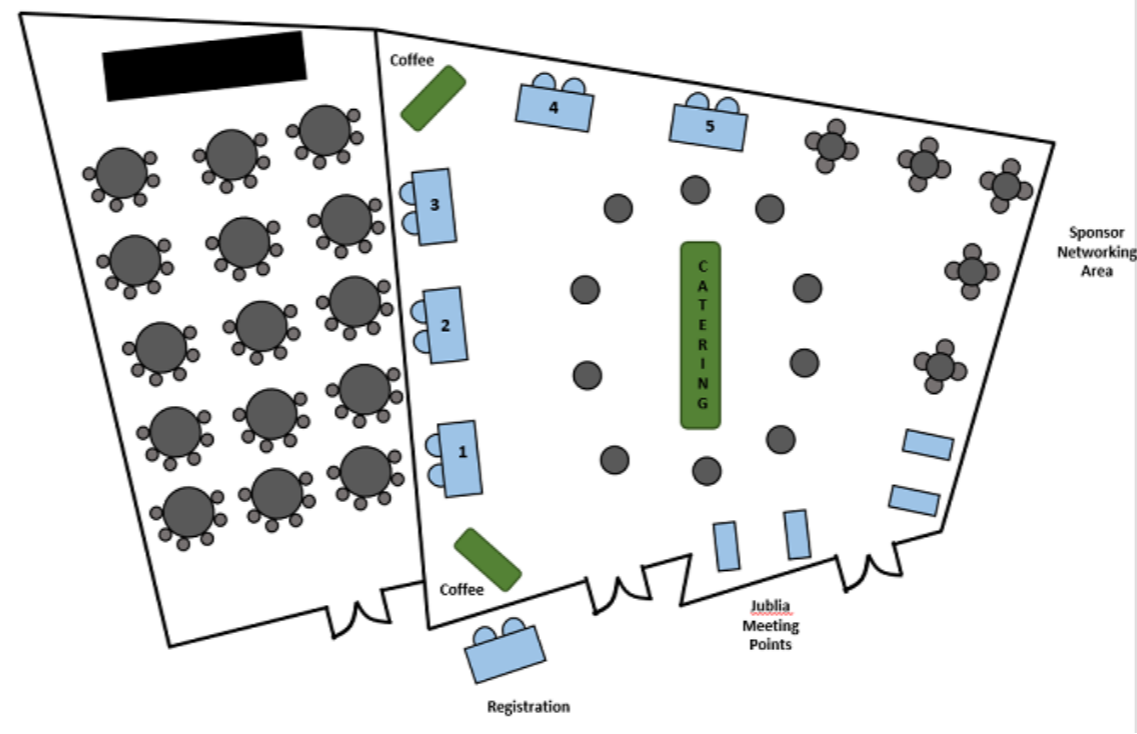 Coffee
4
5
3
Sponsor
Networking
Area
C
A
T
E
R
I
N
G
2
1
Coffee
Jublia
Meeting
Points
Registration